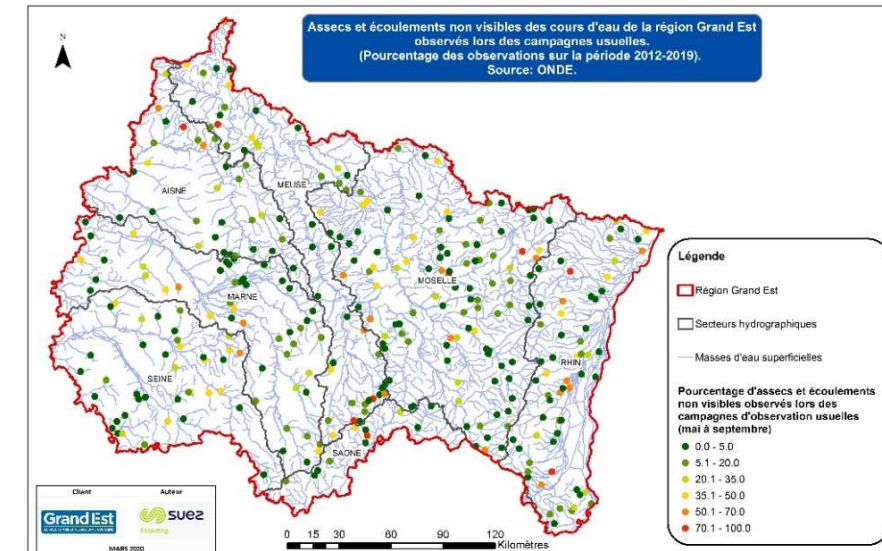 Assecs et écoulements non visibles des cours d'eau de la région Grand Est
observés lors des campagnes usuelles.
(Pourcentage des observations sur la période 2012-2019).
Source: ONDE.
N
AISNE
MEUSE
MOSELLE
MARNE
RHIN
SEINE
SAONE
Légende
Région Grand Est
Secteurs hydrographiques
Masses d'eau superficielles
Pourcentage d'assecs et écoulements
non visibles observés lors des
campagnes d'observation usuelles
(mai à septembre)
0.0 - 5.0
5.1 - 20.0
20.1 - 35.0
35.1 - 50.0
50.1 - 70.0
70.1 - 100.0
Client
Auteur
GrandEst
suez
Consulting
MARS 2020
0 15 30 60 90 120
Kilomètres